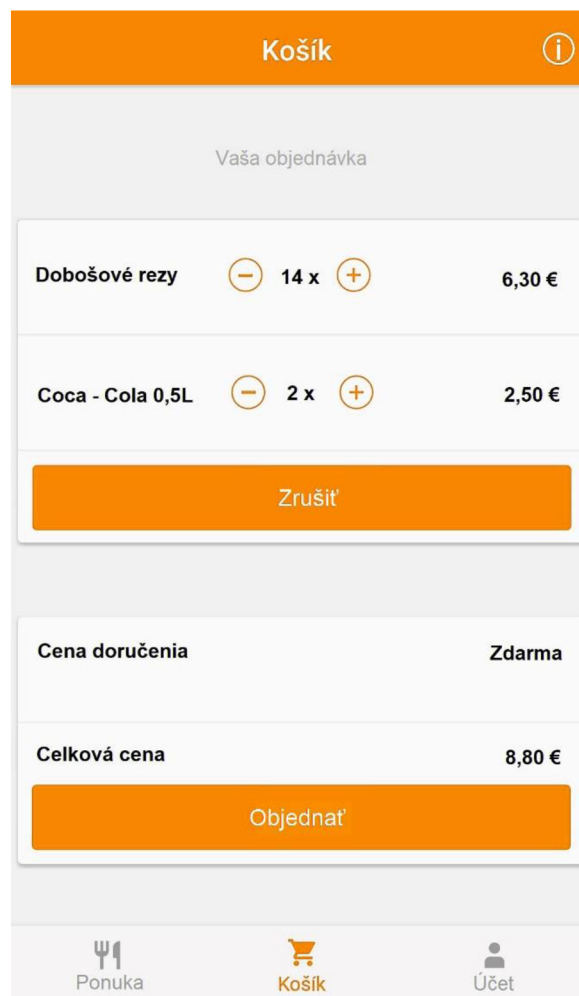 Košík
Vaša objednávka
Dobošové rezy 14 x 6,30 €
Coca - Cola 0,5L 2 x 2,50 €
Zrušiť
Cena doručenia Zdarma
Celková cena 8,80 €
Objednať
Ponuka Košík Účet